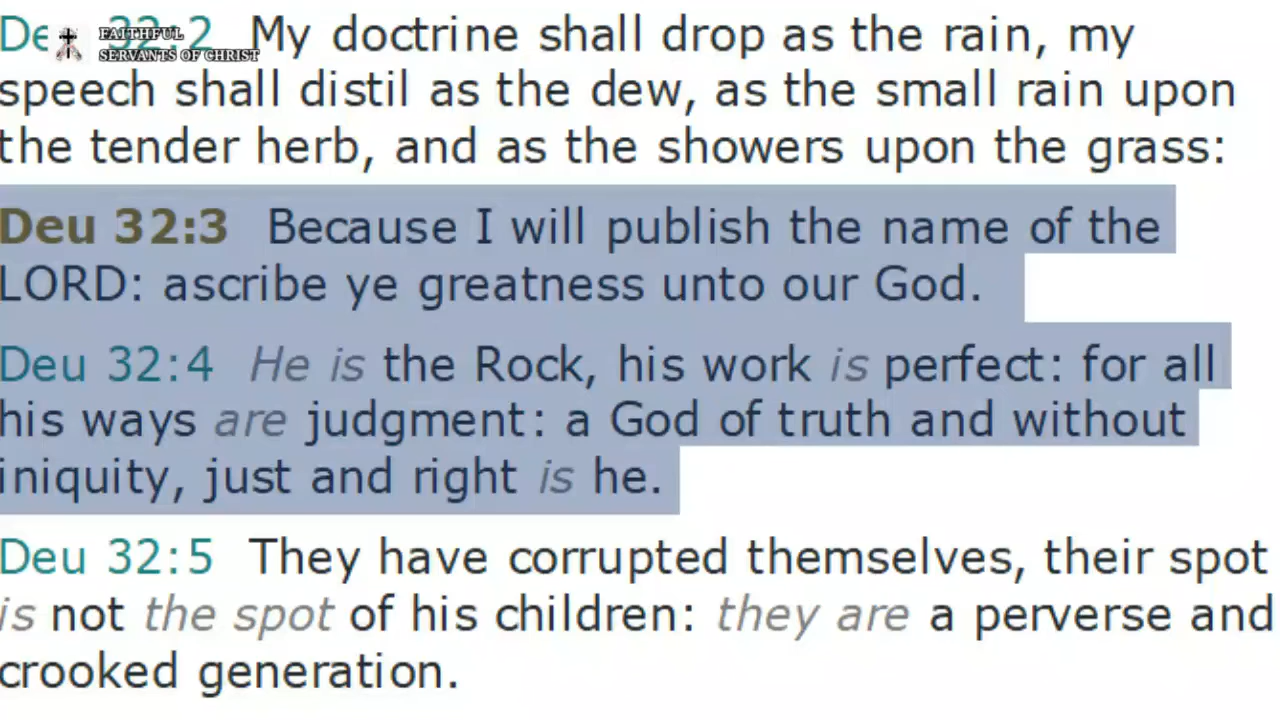 De 32:2 My doctrine shall drop as the rain, my
FAITHFUL
SERVANTS OF CHRIST
speech shall distil as the dew, as the small rain upon
the tender herb, and as the showers upon the grass:
Deu 32:3 Because I will publish the name of the
LORD: ascribe ye greatness unto our God.
Deu 32:4 He is the Rock, his work is perfect: for all
his ways are judgment: a God of truth and without
iniquity, just and right is he.
Deu 32:5 They have corrupted themselves, their spot
is not the spot of his children: they are a perverse and
crooked generation.